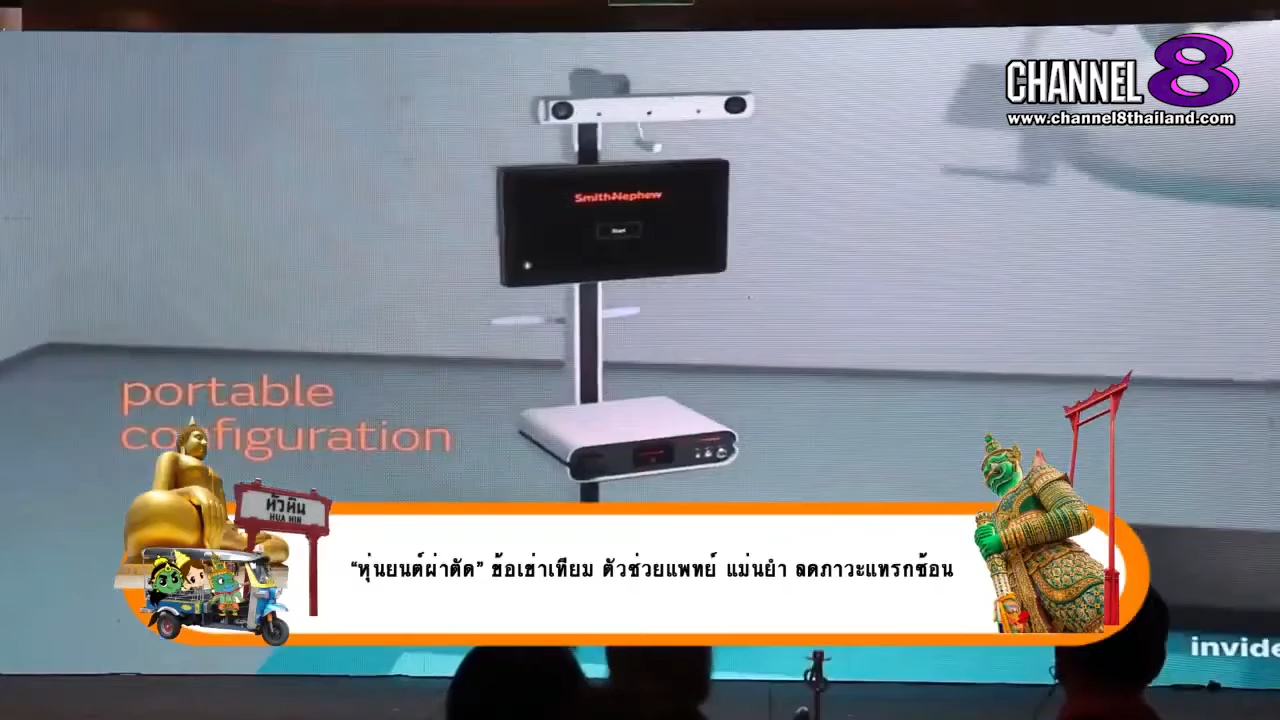 CHANNEL 8
www.channel8thailand.com
Smith+Nephew
Start
portable
configuration
หัวหิน
HUA HIN
“หุ่นยนต์ผ่าตัด” ข้อเข่าเทียม ตัวช่วยแพทย์ แม่นยำ ลดภาวะแทรกซ้อน